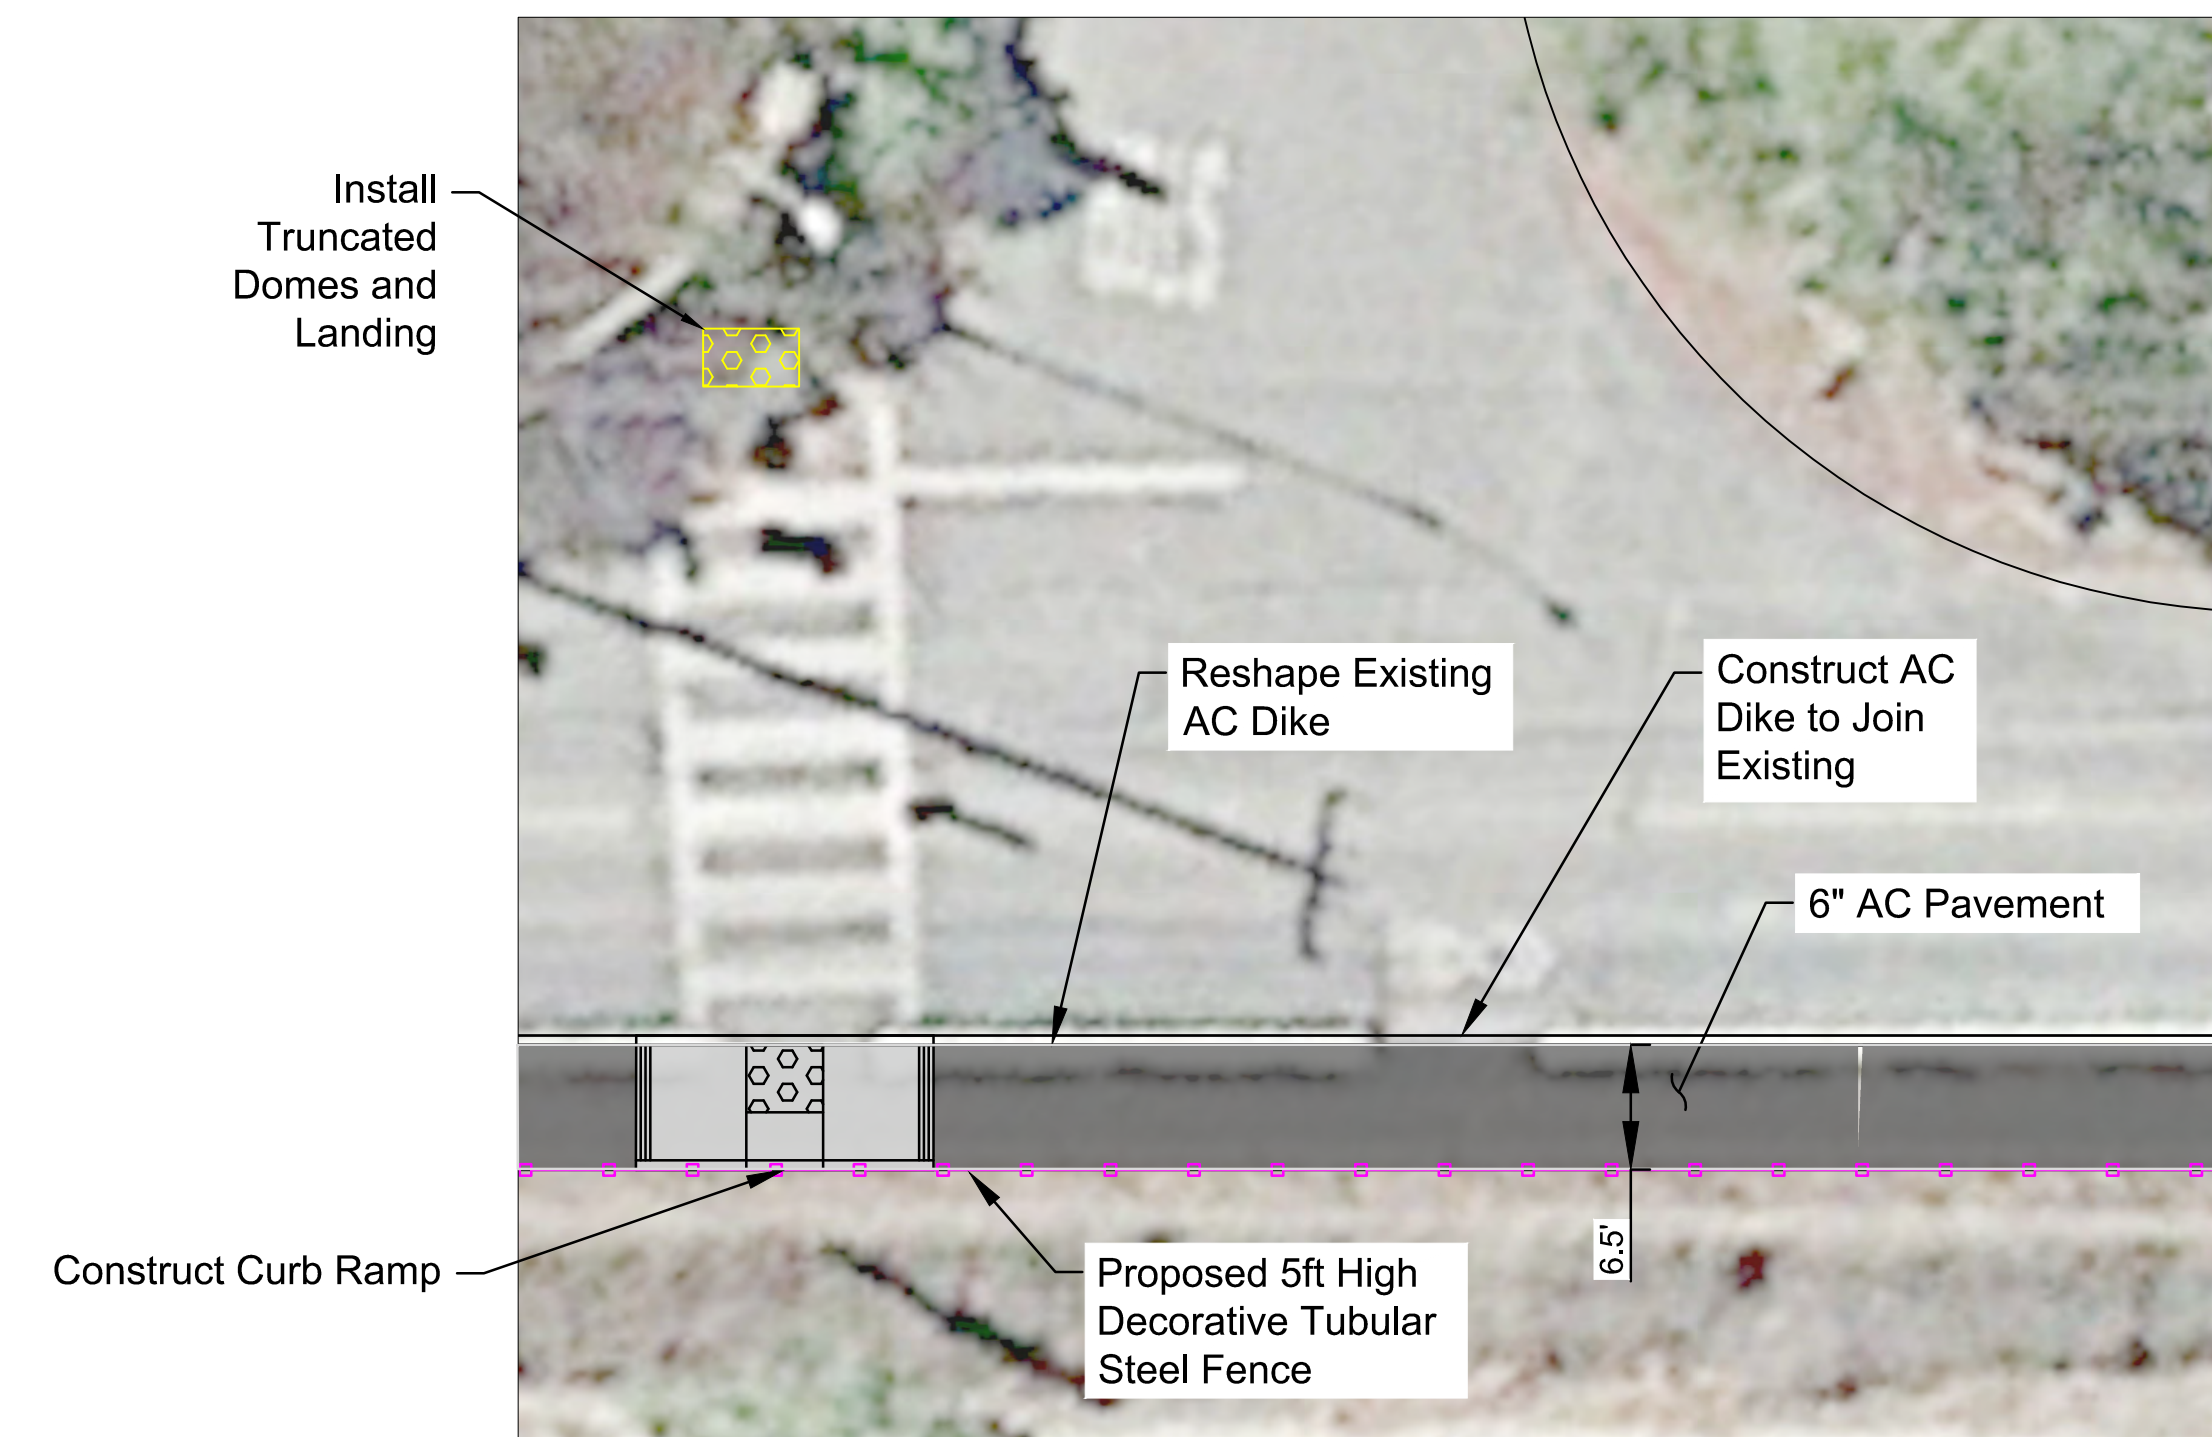 Install
Truncated
Domes and
Landing
Reshape Existing
AC Dike
Construct AC
Dike to Join
Existing
6" AC Pavement
6.5'
Construct Curb Ramp
Proposed 5ft High
Decorative Tubular
Steel Fence